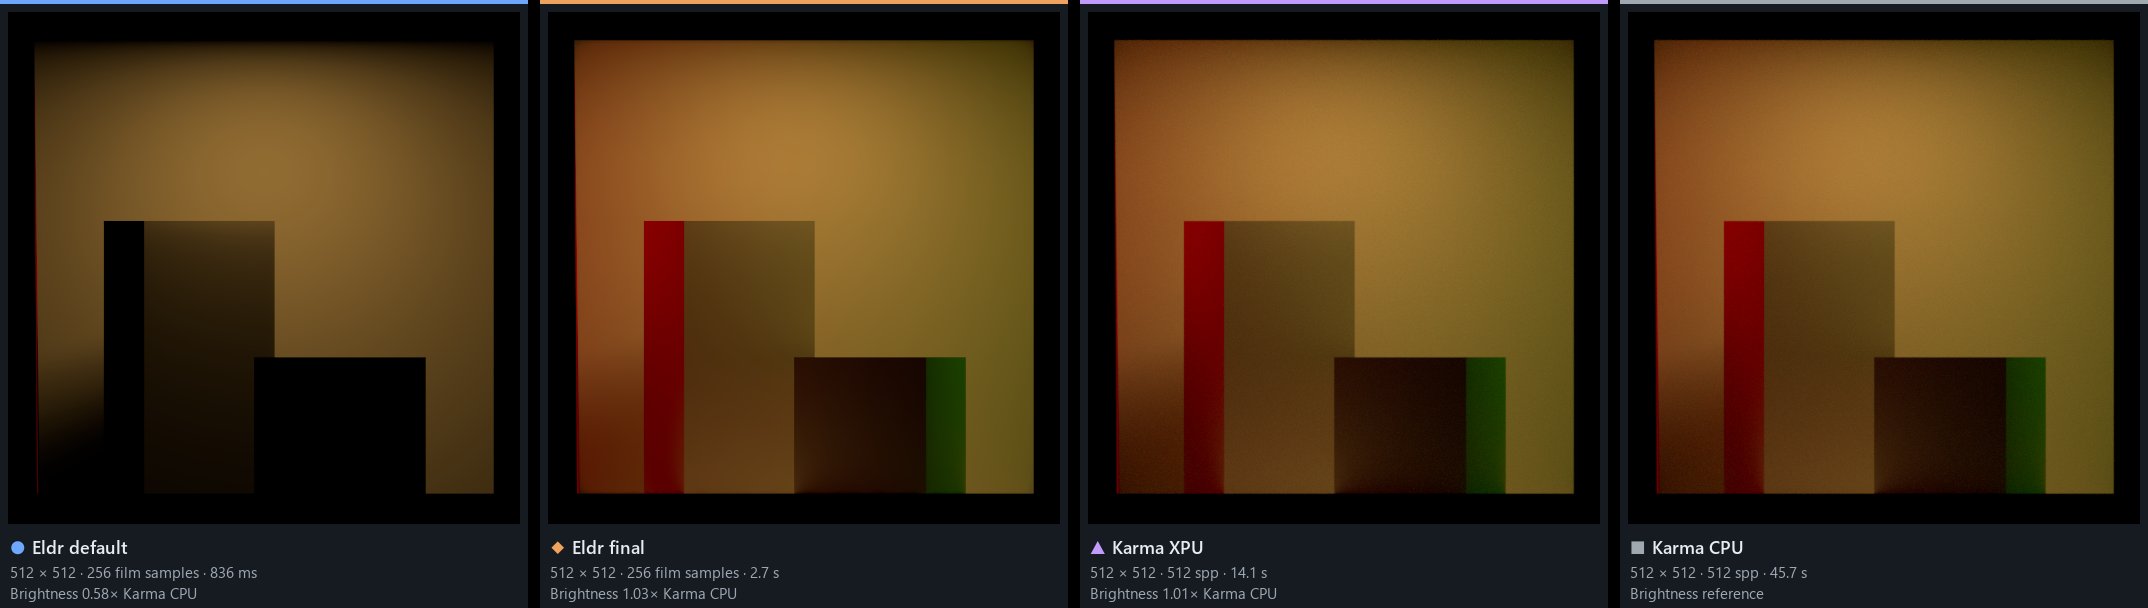 Eldr default
512 × 512 · 256 film samples · 836 ms
Brightness 0.58× Karma CPU
Eldr final
512 × 512 · 256 film samples · 2.7 s
Brightness 1.03× Karma CPU
Karma XPU
512 × 512 · 512 spp · 14.1 s
Brightness 1.01× Karma CPU
Karma CPU
512 × 512 · 512 spp · 45.7 s
Brightness reference